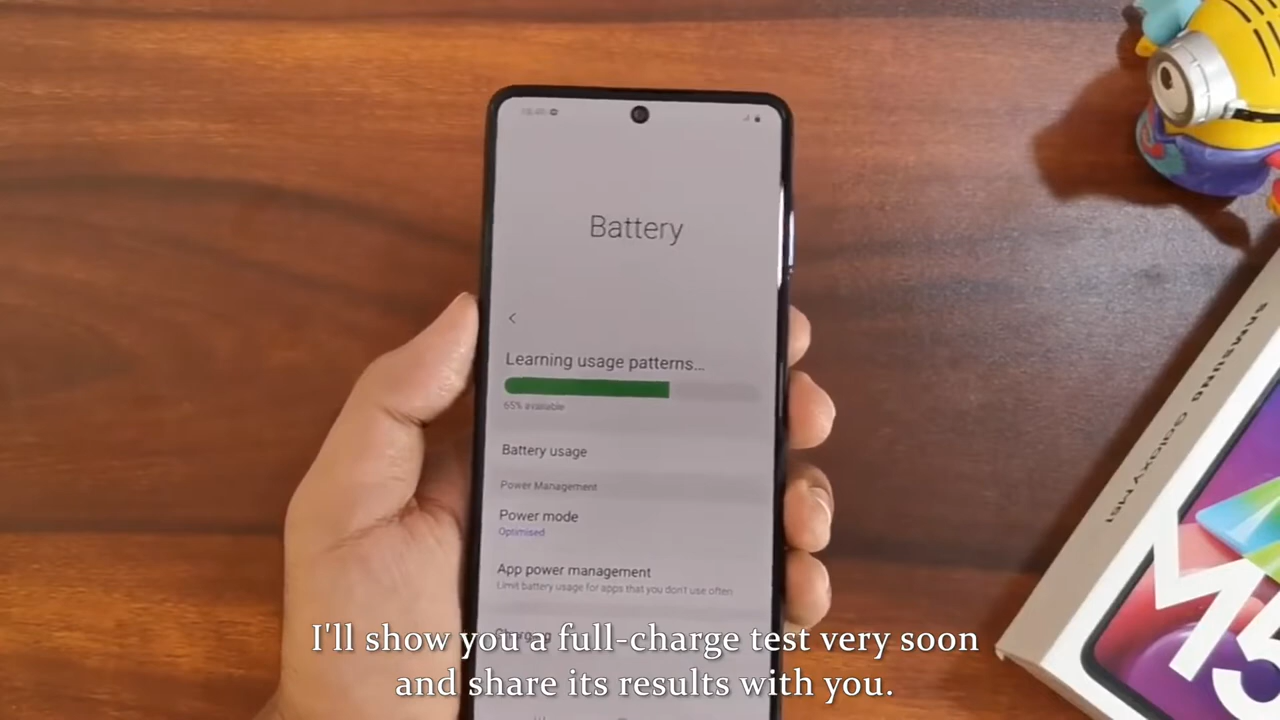 Battery
Learning usage patterns...
65% available
Battery usage
Power Management
Power mode
Optimised
App power management
Limit battery usage for apps that you don't use often
Charging
I'll show you a full-charge test very soon
and share its results with you.
SAMSUNG
Galaxy M51
M5